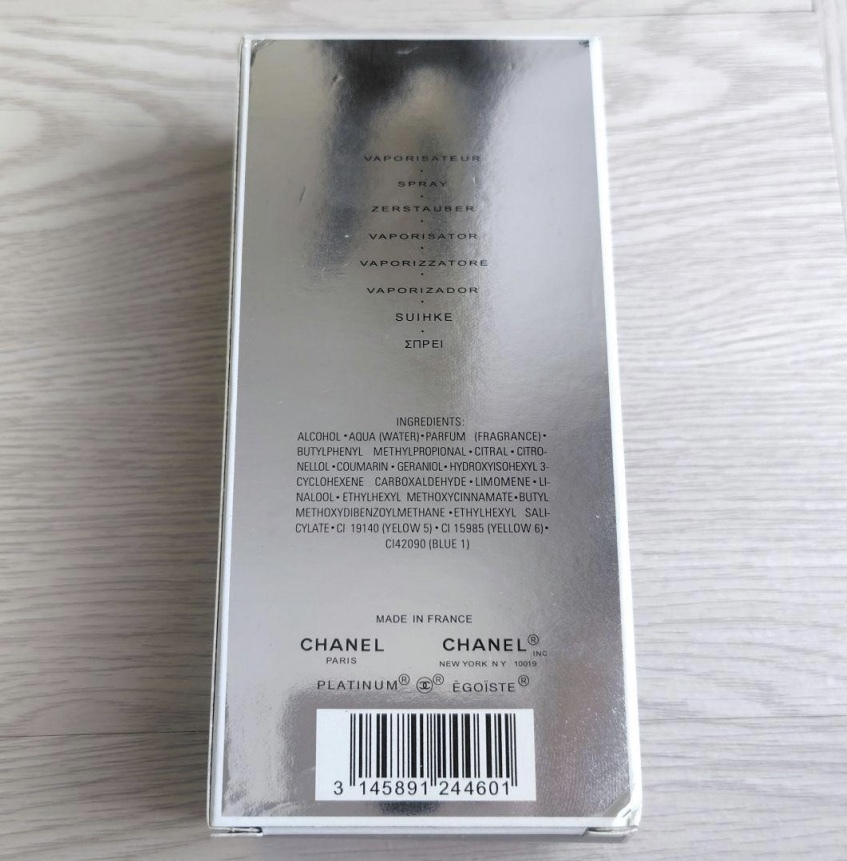 VAPORISATEUR
•
SPRAY
•
ZERSTAUBER
•
VAPORISATOR
•
VAPORIZZATORE
•
VAPORIZADOR
•
SUIHKE
•
ΣΠΡΕΙ
INGREDIENTS:
ALCOHOL•AQUA (WATER)•PARFUM (FRAGRANCE)•
BUTYLPHENYL METHYLPROPIONAL•CITRAL•CITRO-
NELLOL•COUMARIN•GERANIOL•HYDROXYISOHEXYL 3-
CYCLOHEXENE CARBOXALDEHYDE•LIMOMENE•LI-
NALOOL•ETHYLHEXYL METHOXYCINNAMATE•BUTYL
METHOXYDIBENZOYLMETHANE•ETHYLHEXYL SALI-
CYLATE•CI 19140 (YELOW 5)•CI 15985 (YELLOW 6)•
CI42090 (BLUE 1)
MADE IN FRANCE
CHANEL CHANEL® INC
PARIS NEW YORK N Y 10019
PLATINUM® ® ÊGOÏSTE®
3 145891 244601